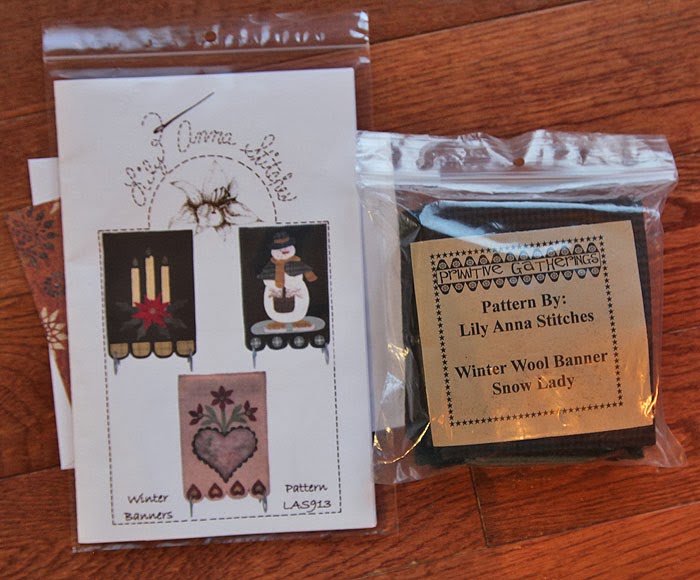 Lily Anna Stitches
Winter
Banners
Pattern
LAS913
PRIMITIVE GATHERINGS
Pattern By:
Lily Anna Stitches
Winter Wool Banner
Snow Lady